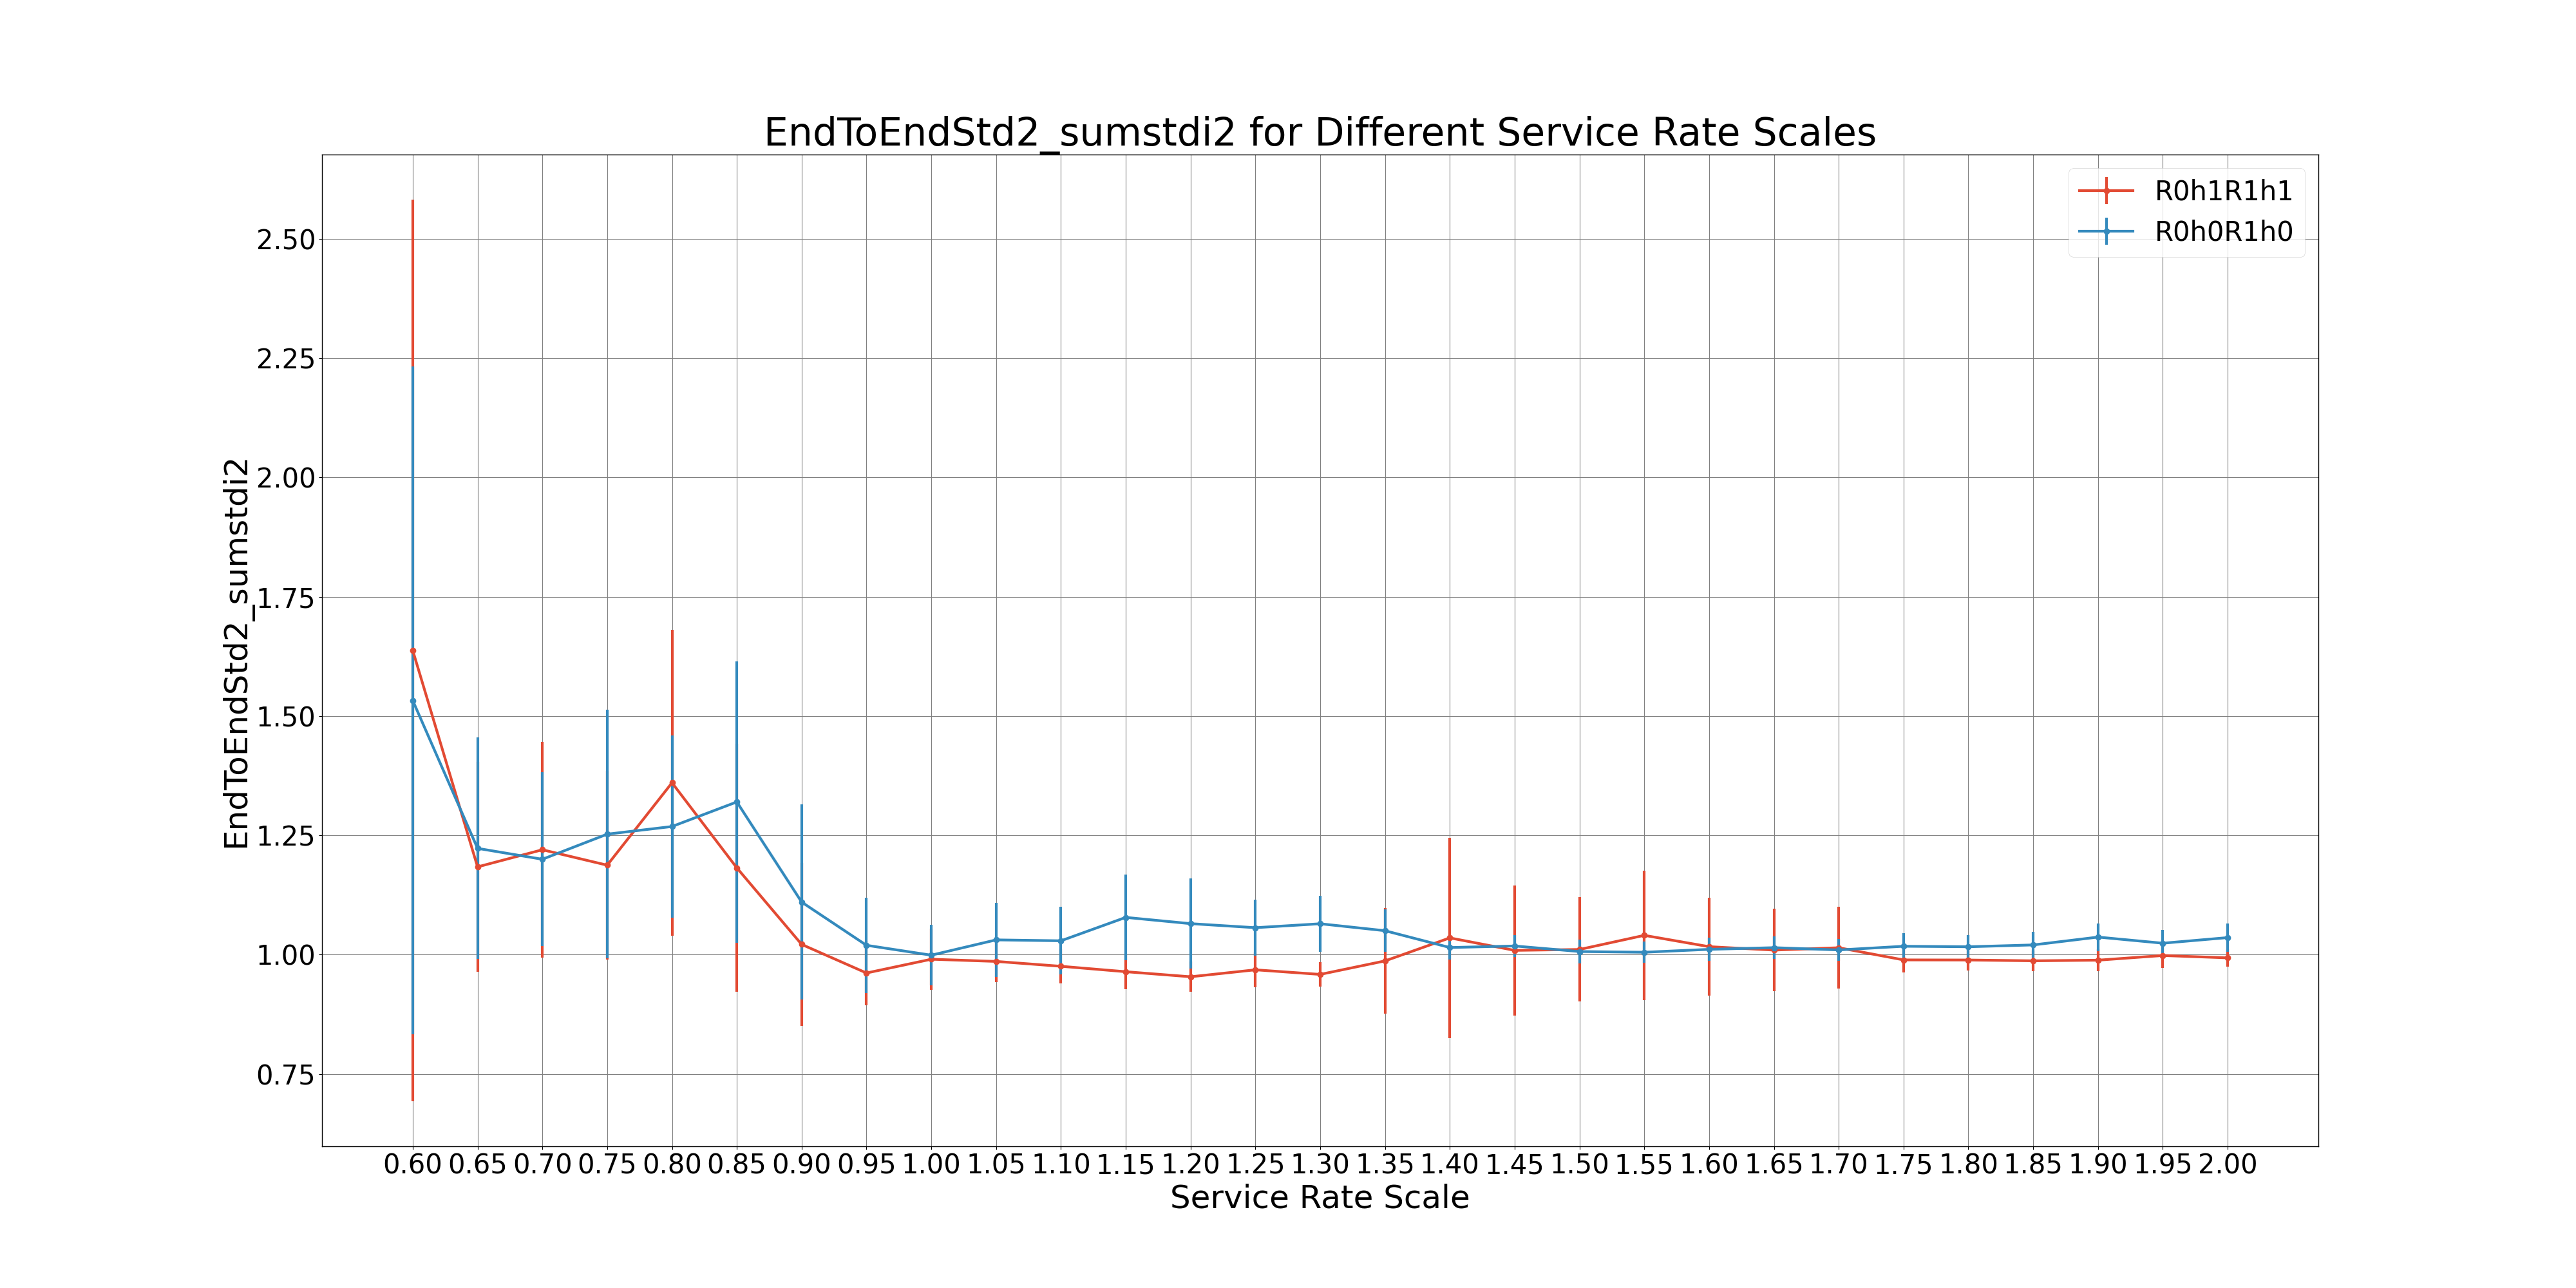 EndToEndStd2_sumstdi2 for Different Service Rate Scales
R0h1R1h1
R0h0R1h0
EndToEndStd2_sumstdi2
2.50
2.25
2.00
1.75
1.50
1.25
1.00
0.75
0.60 0.65 0.70 0.75 0.80 0.85 0.90 0.95 1.00 1.05 1.10 1.15 1.20 1.25 1.30 1.35 1.40 1.45 1.50 1.55 1.60 1.65 1.70 1.75 1.80 1.85 1.90 1.95 2.00
Service Rate Scale